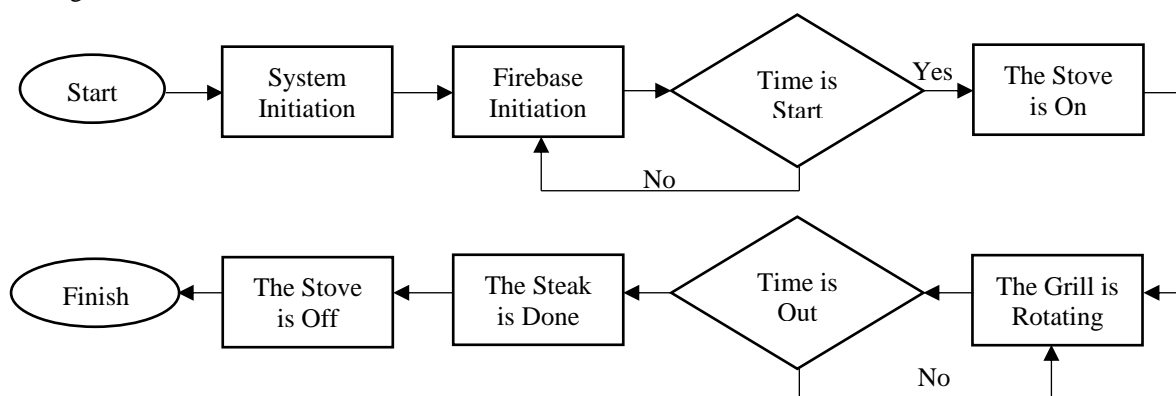 Start
System
Initiation
Firebase
Initiation
Time is
Start
Yes
The Stove
is On
No
Finish
The Stove
is Off
The Steak
is Done
Time is
Out
The Grill is
Rotating
No